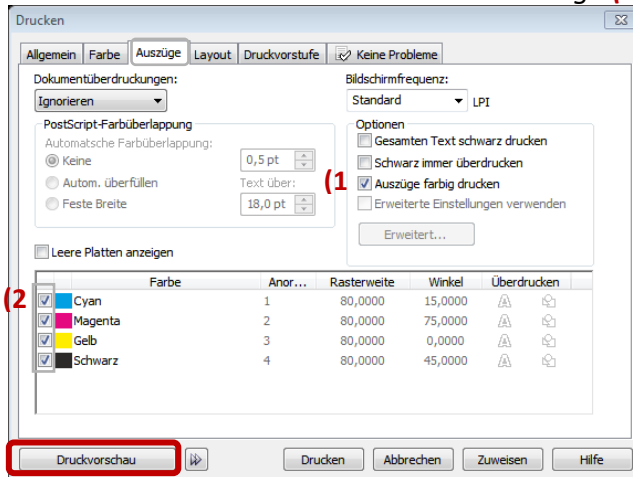 Drucken
Allgemein Farbe Auszüge Layout Druckvorstufe Keine Probleme
Dokumentüberdruckungen: Bildschirmfrequenz:
Ignorieren Standard LPI
PostScript-Farbüberlappung Optionen
Automatsche Farbüberlappung: Gesamten Text schwarz drucken
Keine 0,5 pt Schwarz immer überdrucken
Autom. überfüllen Text über: (1 Auszüge farbig drucken
Feste Breite 18,0 pt Erweiterte Einstellungen verwenden
Erweitert...
Leere Platten anzeigen
Farbe Anor... Rasterweite Winkel Überdrucken
(2 Cyan 1 80,0000 15,0000
Magenta 2 80,0000 75,0000
Gelb 3 80,0000 0,0000
Schwarz 4 80,0000 45,0000
Druckvorschau Drucken Abbrechen Zuweisen Hilfe